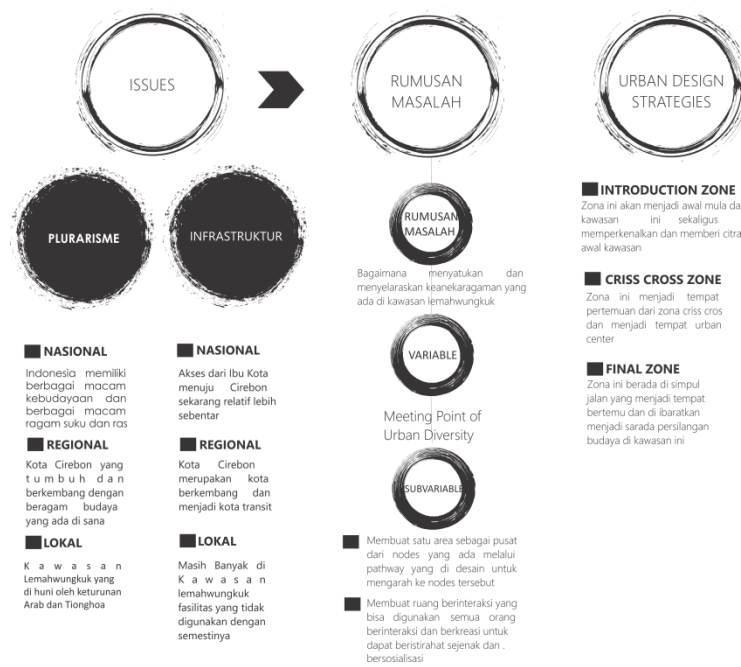 ISSUES
PLURARISME
INFRASTRUKTUR
NASIONAL
Indonesia memiliki
berbagai macam
kebudayaan dan
berbagai macam
ragam suku dan ras
REGIONAL
Kota Cirebon yang
tumbuh dan
berkembang dengan
beragam budaya
yang ada di sana
LOKAL
Kawasan
Lemahwungkuk yang
di huni oleh keturunan
Arab dan Tionghoa
NASIONAL
Akses dari Ibu Kota
menuju Cirebon
sekarang relatif lebih
sebentar
REGIONAL
Kota Cirebon
merupakan kota
berkembang dan
menjadi kota transit
LOKAL
Masih Banyak di
Kawasan
lemahwungkuk
fasilitas yang tidak
digunakan dengan
semestinya
RUMUSAN
MASALAH
RUMUSAN
MASALAH
Bagaimana menyatukan dan
menyelaraskan keanekaragaman yang
ada di kawasan lemahwungkuk
VARIABLE
Meeting Point of
Urban Diversity
SUBVARIABLE
Membuat satu area sebagai pusat
dari nodes yang ada melalui
pathway yang di desain untuk
mengarah ke nodes tersebut
Membuat ruang berinteraksi yang
bisa digunakan semua orang
berinteraksi dan berkreasi untuk
dapat beristirahat sejenak dan .
bersosialisasi
URBAN DESIGN
STRATEGIES
INTRODUCTION ZONE
Zona ini akan menjadi awal mula da
kawasan ini sekaligus
memperkenalkan dan memberi citra
awal kawasan
CRISS CROSS ZONE
Zona ini menjadi tempat
pertemuan dari zona criss cros
dan menjadi tempat urban
center
FINAL ZONE
Zona ini berada di simpul
jalan yang menjadi tempat
bertemu dan di ibaratkan
menjadi sarada persilangan
budaya di kawasan ini